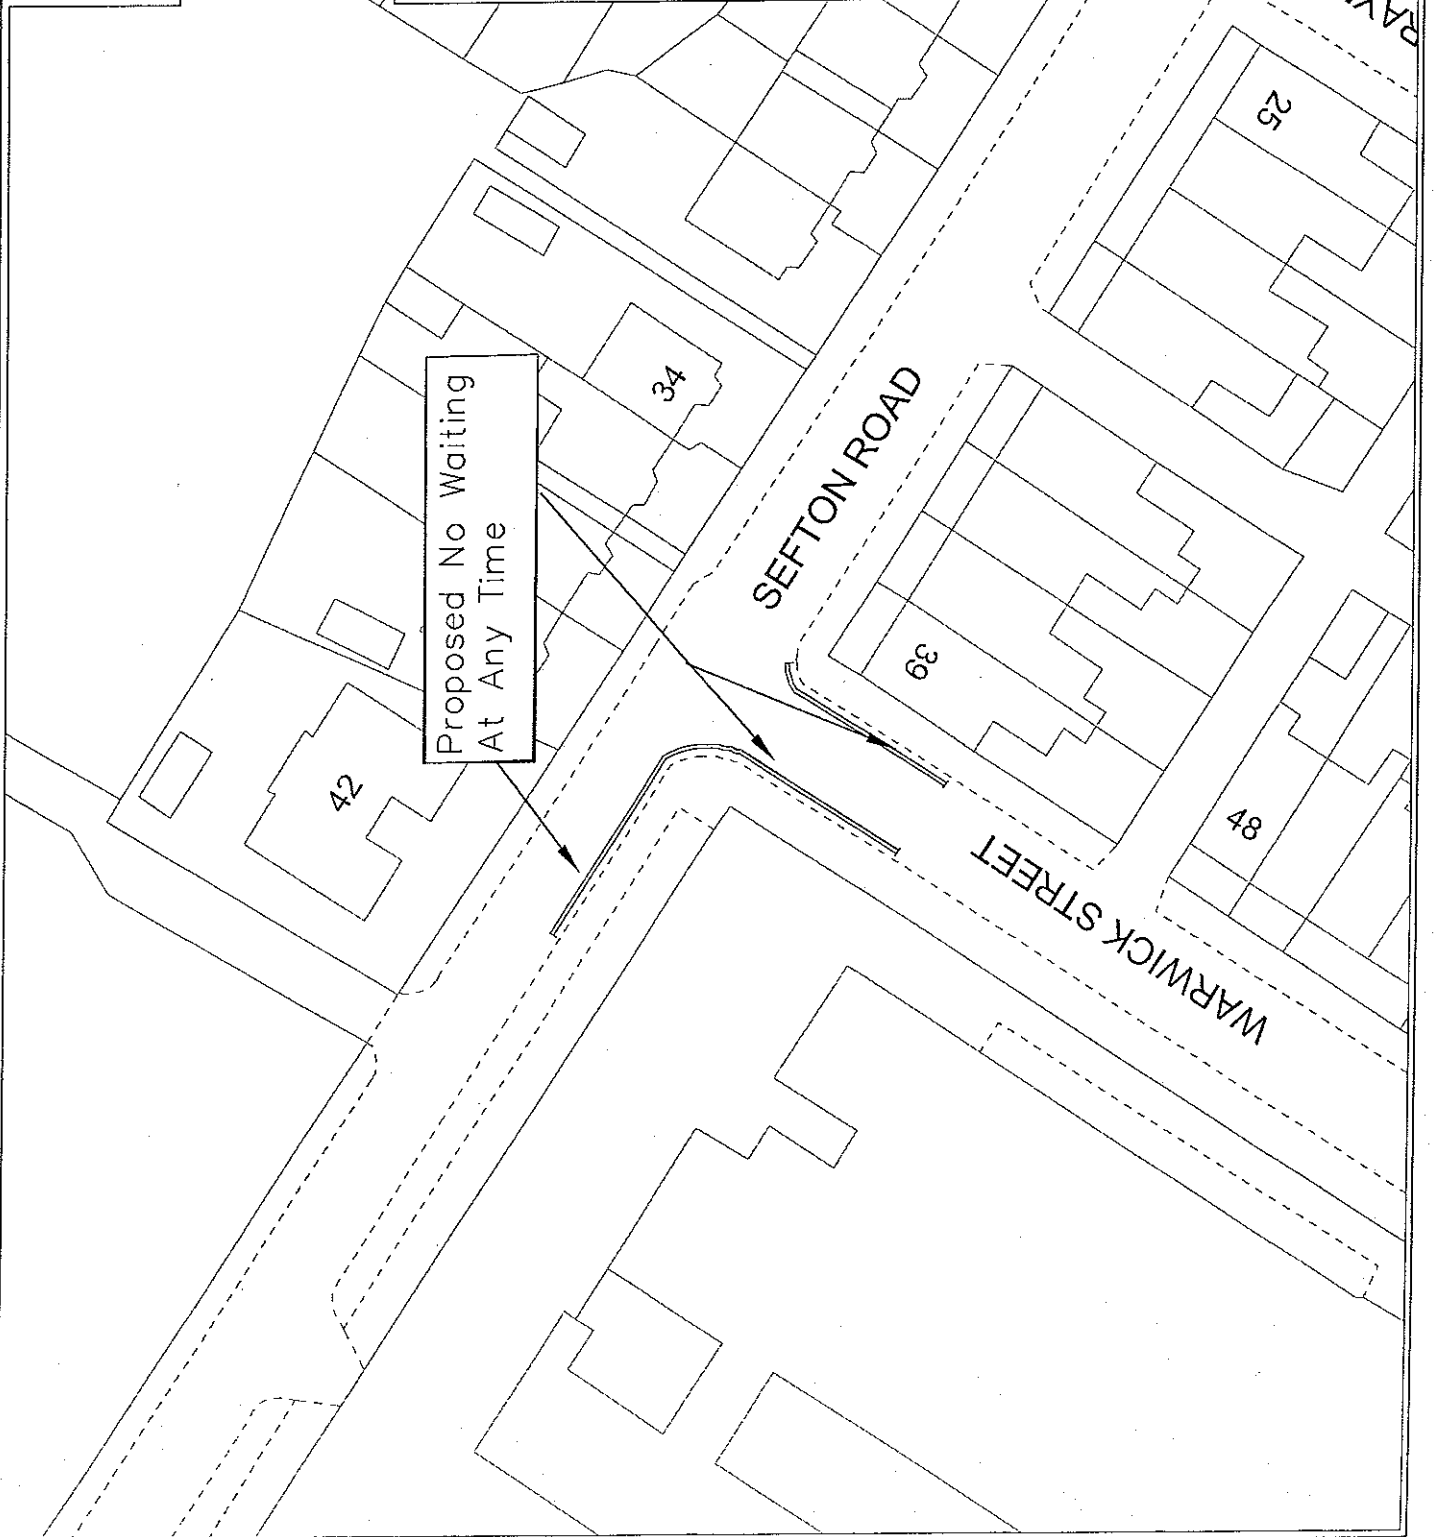 25
34
Proposed No Waiting
At Any Time
SEFTON ROAD
39
42
48
WARWICK STREET